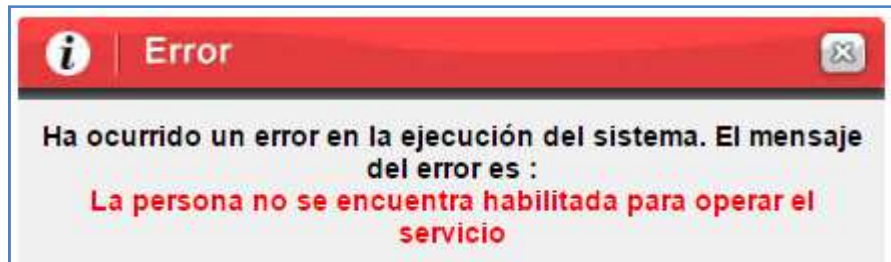 Error
Ha ocurrido un error en la ejecución del sistema. El mensaje
del error es :
La persona no se encuentra habilitada para operar el
servicio